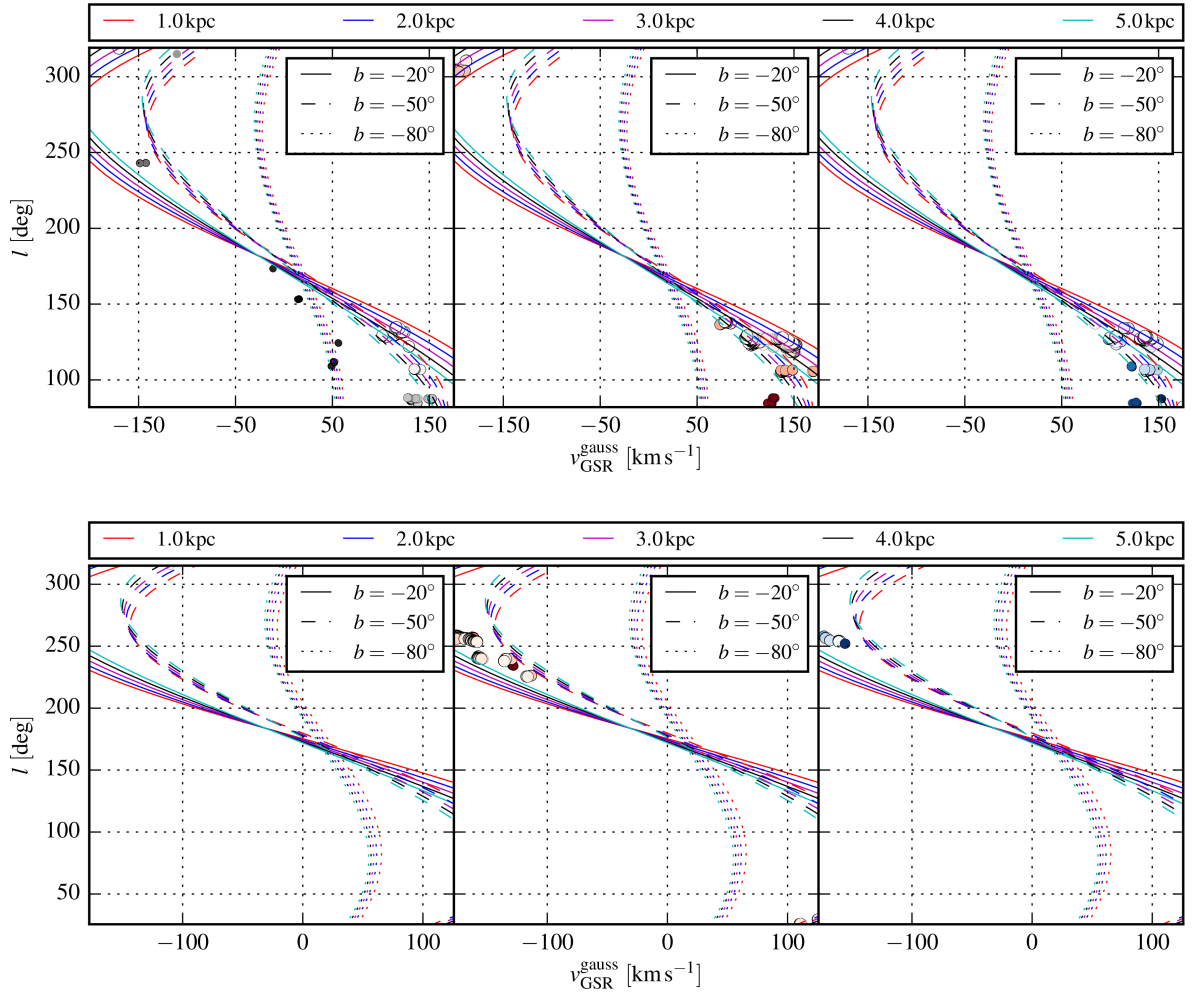 1.0 kpc 2.0 kpc 3.0 kpc 4.0 kpc 5.0 kpc
b = −20°
b = −50°
b = −80°
b = −20°
b = −50°
b = −80°
b = −20°
b = −50°
b = −80°
300
250
200
150
100
l [deg]
−150 −50 50 150 −150 −50 50 150 −150 −50 50 150
v_GSR^gauss [km s⁻¹]
1.0 kpc 2.0 kpc 3.0 kpc 4.0 kpc 5.0 kpc
b = −20°
b = −50°
b = −80°
b = −20°
b = −50°
b = −80°
b = −20°
b = −50°
b = −80°
300
250
200
150
100
50
l [deg]
−100 0 100 −100 0 100 −100 0 100
v_GSR^gauss [km s⁻¹]